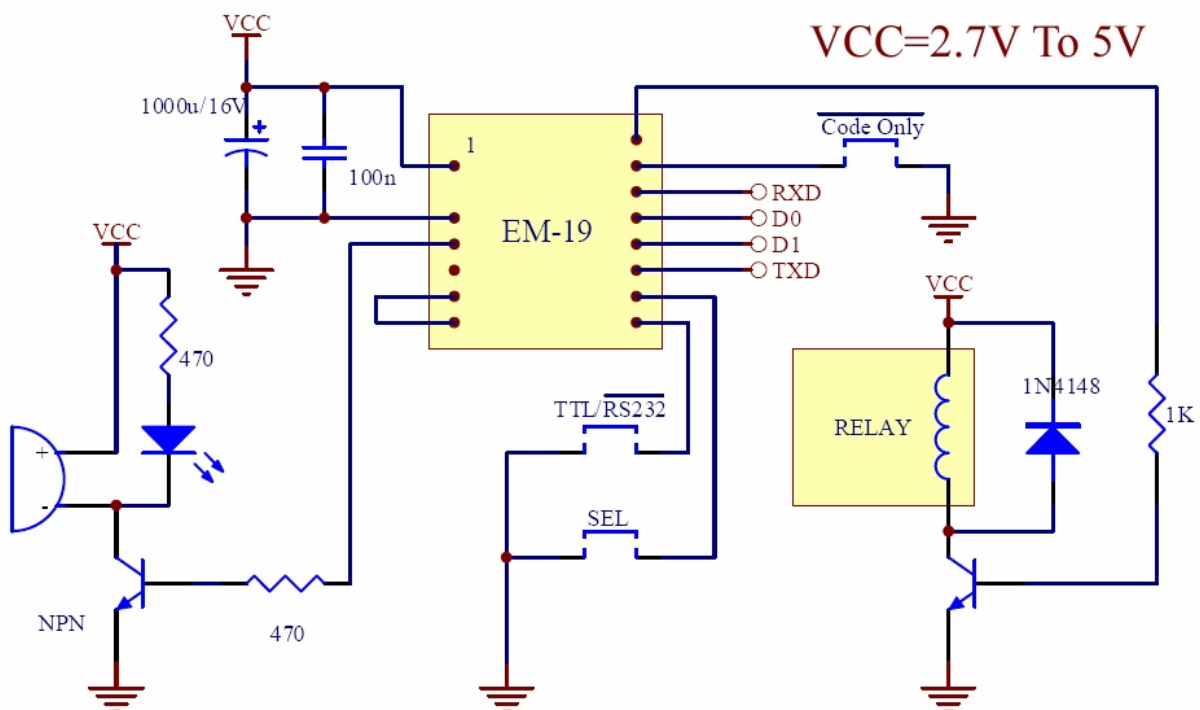 VCC
VCC=2.7V To 5V
1000u/16V
+
1
Code Only
100n
RXD
EM-19
D0
VCC
D1
TXD
VCC
470
1N4148
TTL/RS232
1K
RELAY
+
-
SEL
NPN
470